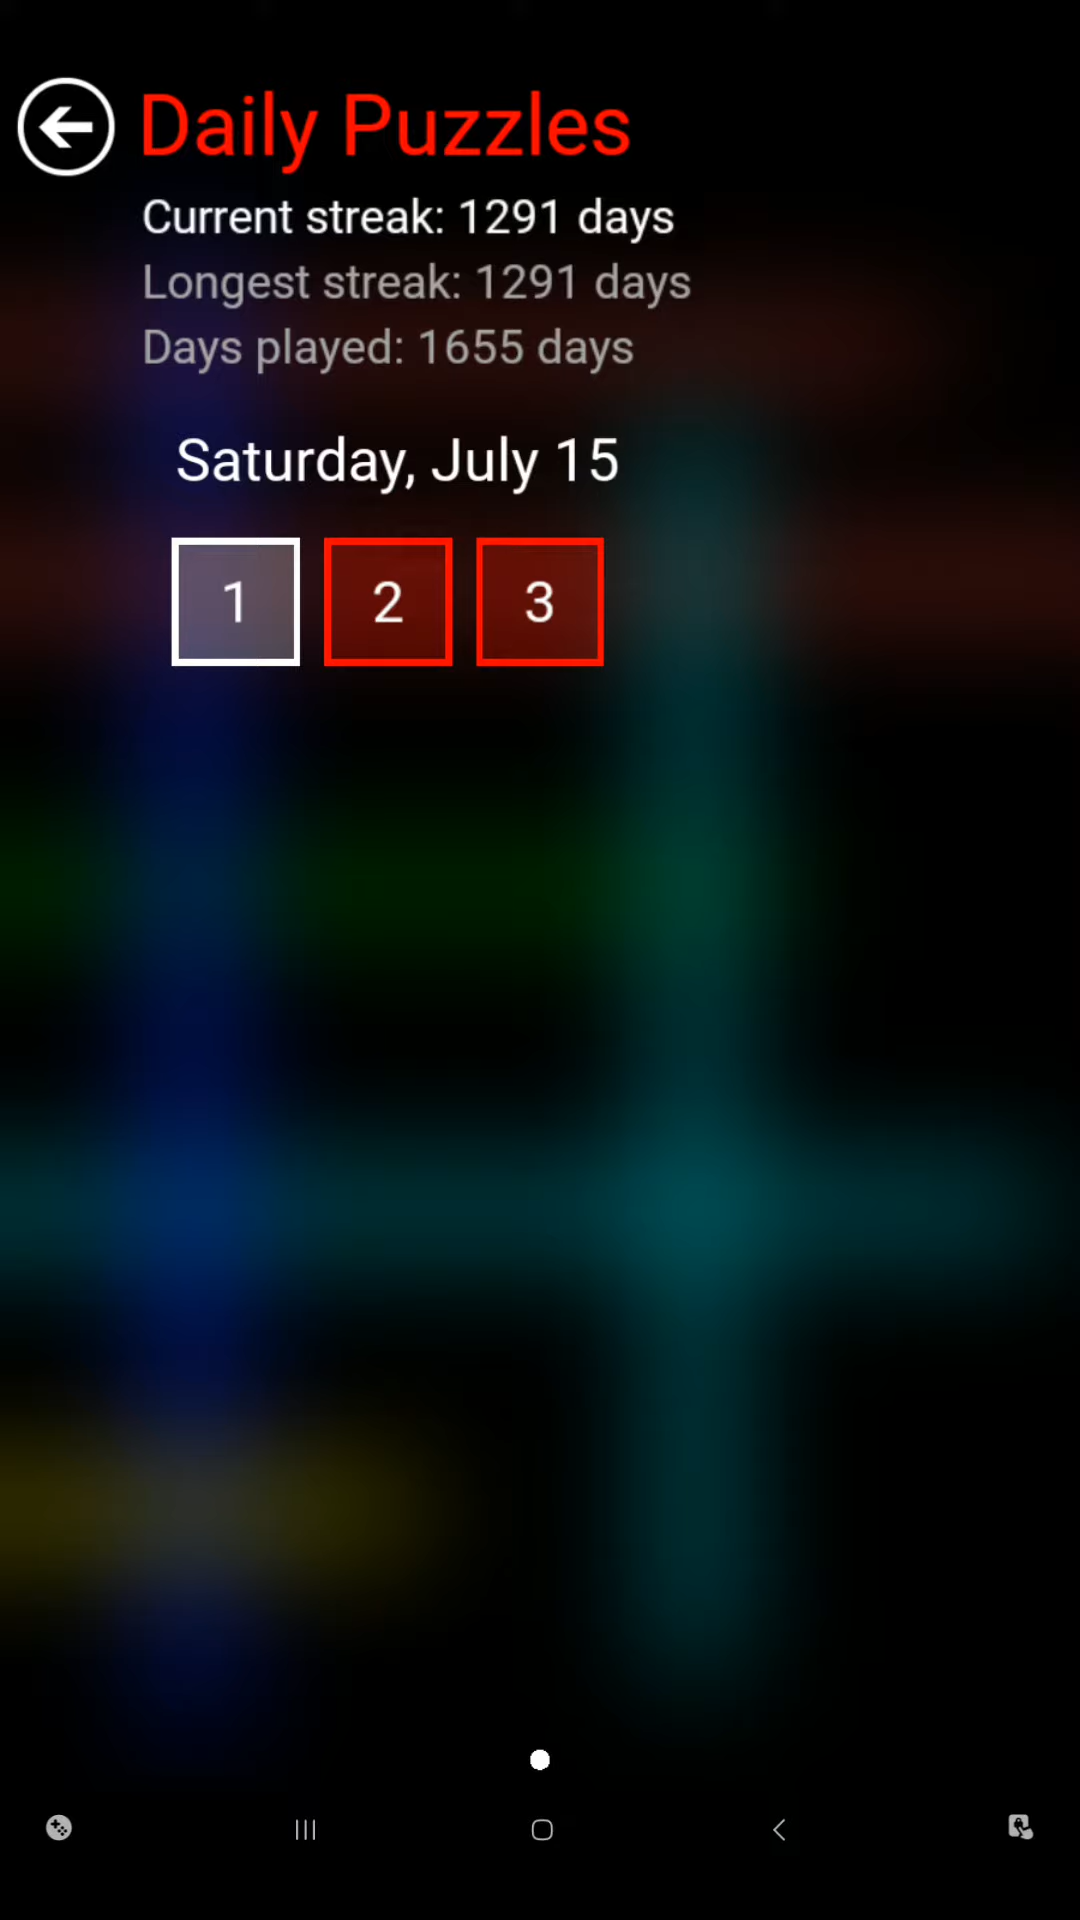 Daily Puzzles
Current streak: 1291 days
Longest streak: 1291 days
Days played: 1655 days
Saturday, July 15
1 2 3